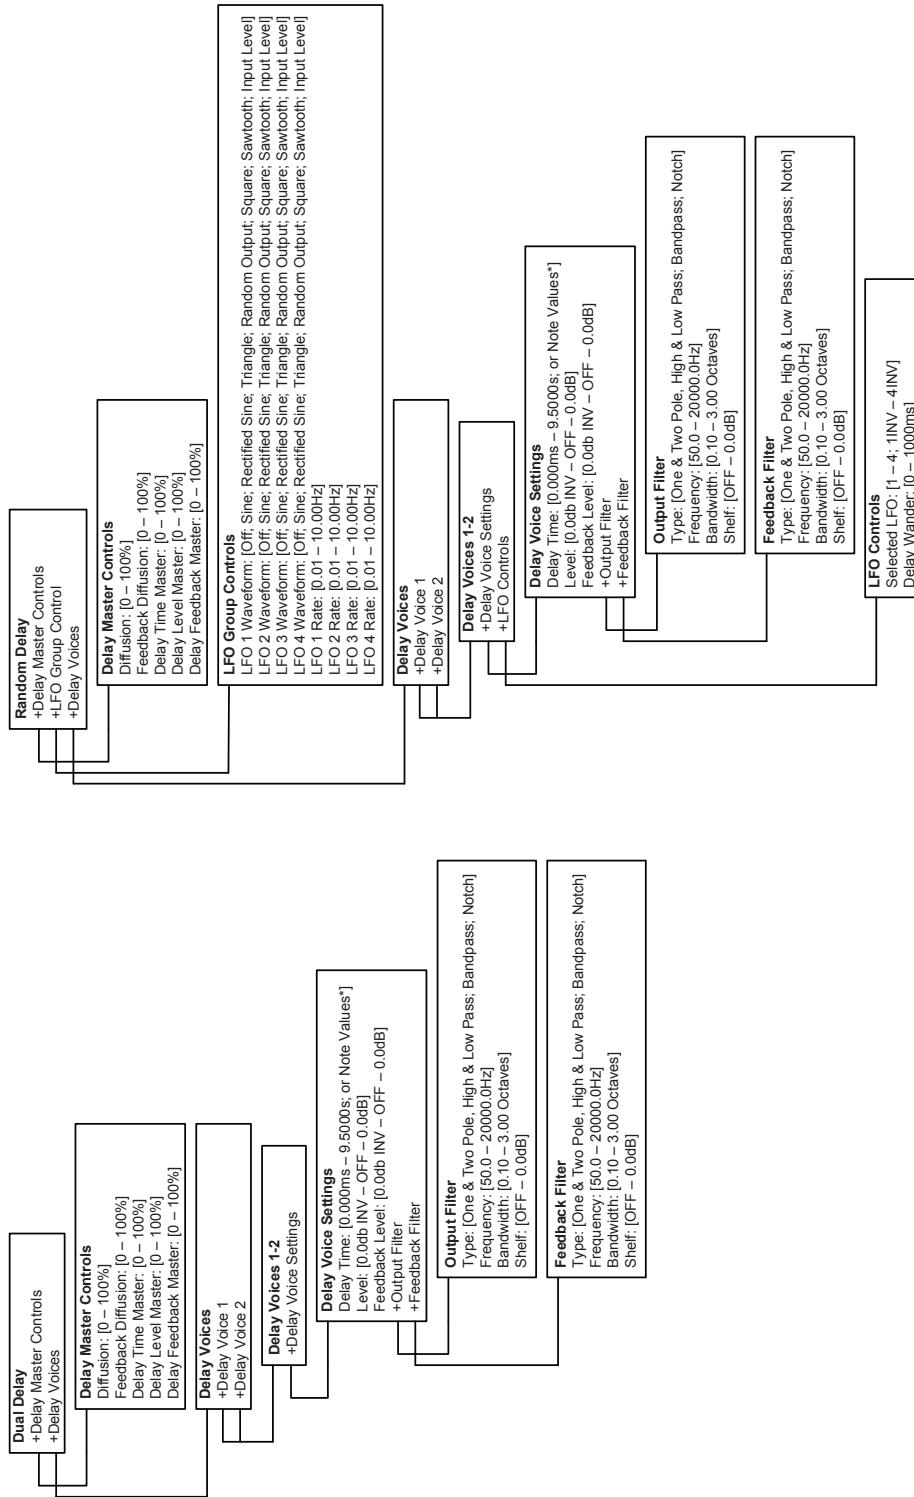 Dual Delay
+Delay Master Controls
+Delay Voices
Delay Master Controls
Diffusion: [0 – 100%]
Feedback Diffusion: [0 – 100%]
Delay Time Master: [0 – 100%]
Delay Level Master: [0 – 100%]
Delay Feedback Master: [0 – 100%]
Delay Voices
+Delay Voice 1
+Delay Voice 2
Delay Voices 1-2
+Delay Voice Settings
Delay Voice Settings
Delay Time: [0.000ms – 9.5000s; or Note Values*]
Level: [0.0db INV – OFF – 0.0dB]
Feedback Level: [0.0db INV – OFF – 0.0dB]
+Output Filter
+Feedback Filter
Output Filter
Type: [One & Two Pole, High & Low Pass; Bandpass; Notch]
Frequency: [50.0 – 20000.0Hz]
Bandwidth: [0.10 – 3.00 Octaves]
Shelf: [OFF – 0.0dB]
Feedback Filter
Type: [One & Two Pole, High & Low Pass; Bandpass; Notch]
Frequency: [50.0 – 20000.0Hz]
Bandwidth: [0.10 – 3.00 Octaves]
Shelf: [OFF – 0.0dB]
Random Delay
+Delay Master Controls
+LFO Group Control
+Delay Voices
Delay Master Controls
Diffusion: [0 – 100%]
Feedback Diffusion: [0 – 100%]
Delay Time Master: [0 – 100%]
Delay Level Master: [0 – 100%]
Delay Feedback Master: [0 – 100%]
LFO Group Controls
LFO 1 Waveform: [Off; Sine; Rectified Sine; Triangle; Random Output; Square; Sawtooth; Input Level]
LFO 2 Waveform: [Off; Sine; Rectified Sine; Triangle; Random Output; Square; Sawtooth; Input Level]
LFO 3 Waveform: [Off; Sine; Rectified Sine; Triangle; Random Output; Square; Sawtooth; Input Level]
LFO 4 Waveform: [Off; Sine; Rectified Sine; Triangle; Random Output; Square; Sawtooth; Input Level]
LFO 1 Rate: [0.01 – 10.00Hz]
LFO 2 Rate: [0.01 – 10.00Hz]
LFO 3 Rate: [0.01 – 10.00Hz]
LFO 4 Rate: [0.01 – 10.00Hz]
Delay Voices
+Delay Voice 1
+Delay Voice 2
Delay Voices 1-2
+Delay Voice Settings
+LFO Controls
Delay Voice Settings
Delay Time: [0.000ms – 9.5000s; or Note Values*]
Level: [0.0db INV – OFF – 0.0dB]
Feedback Level: [0.0db INV – OFF – 0.0dB]
+Output Filter
+Feedback Filter
Output Filter
Type: [One & Two Pole, High & Low Pass; Bandpass; Notch]
Frequency: [50.0 – 20000.0Hz]
Bandwidth: [0.10 – 3.00 Octaves]
Shelf: [OFF – 0.0dB]
Feedback Filter
Type: [One & Two Pole, High & Low Pass; Bandpass; Notch]
Frequency: [50.0 – 20000.0Hz]
Bandwidth: [0.10 – 3.00 Octaves]
Shelf: [OFF – 0.0dB]
LFO Controls
Selected LFO: [1 – 4; 1INV – 4INV]
Delay Wander: [0 – 1000ms]